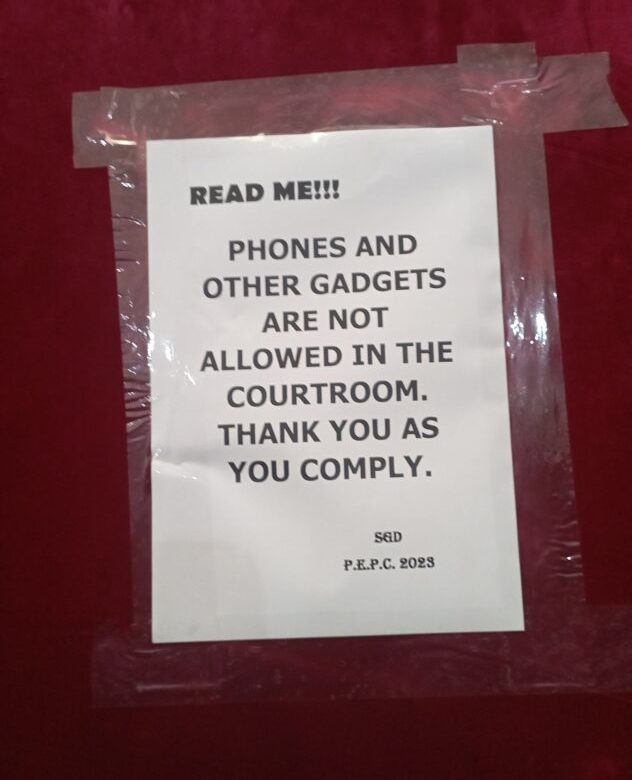 READ ME!!!
PHONES AND
OTHER GADGETS
ARE NOT
ALLOWED IN THE
COURTROOM.
THANK YOU AS
YOU COMPLY.
SGD
P.E.P.C. 2023